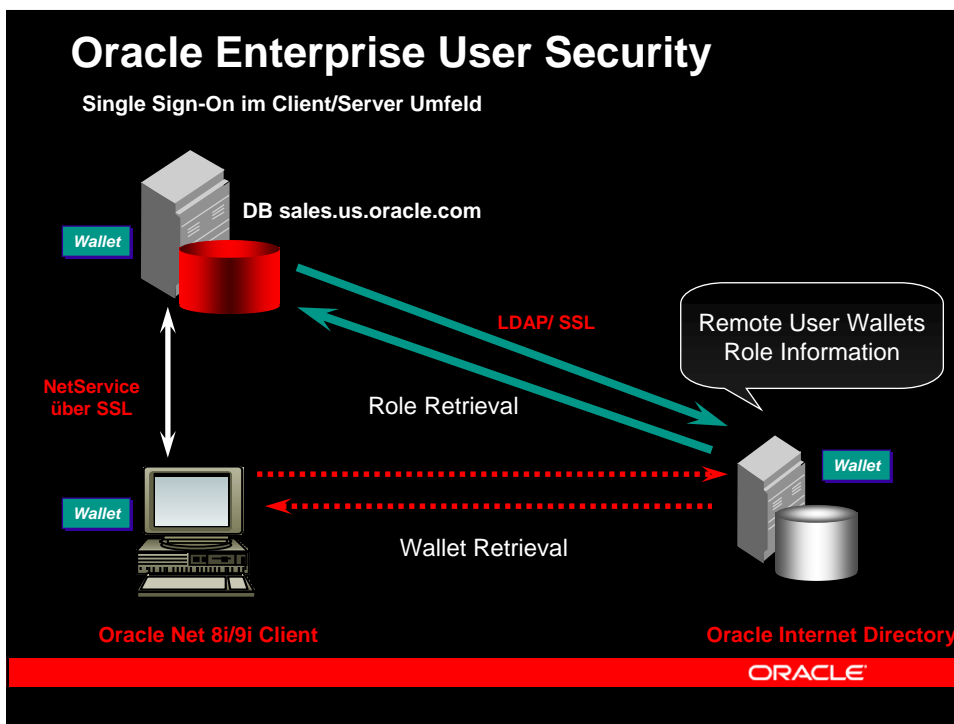 Oracle Enterprise User Security
Single Sign-On im Client/Server Umfeld
DB sales.us.oracle.com
Wallet
LDAP/ SSL
Remote User Wallets
Role Information
NetService
über SSL
Role Retrieval
Wallet
Wallet
Wallet Retrieval
Oracle Net 8i/9i Client
Oracle Internet Directory
ORACLE